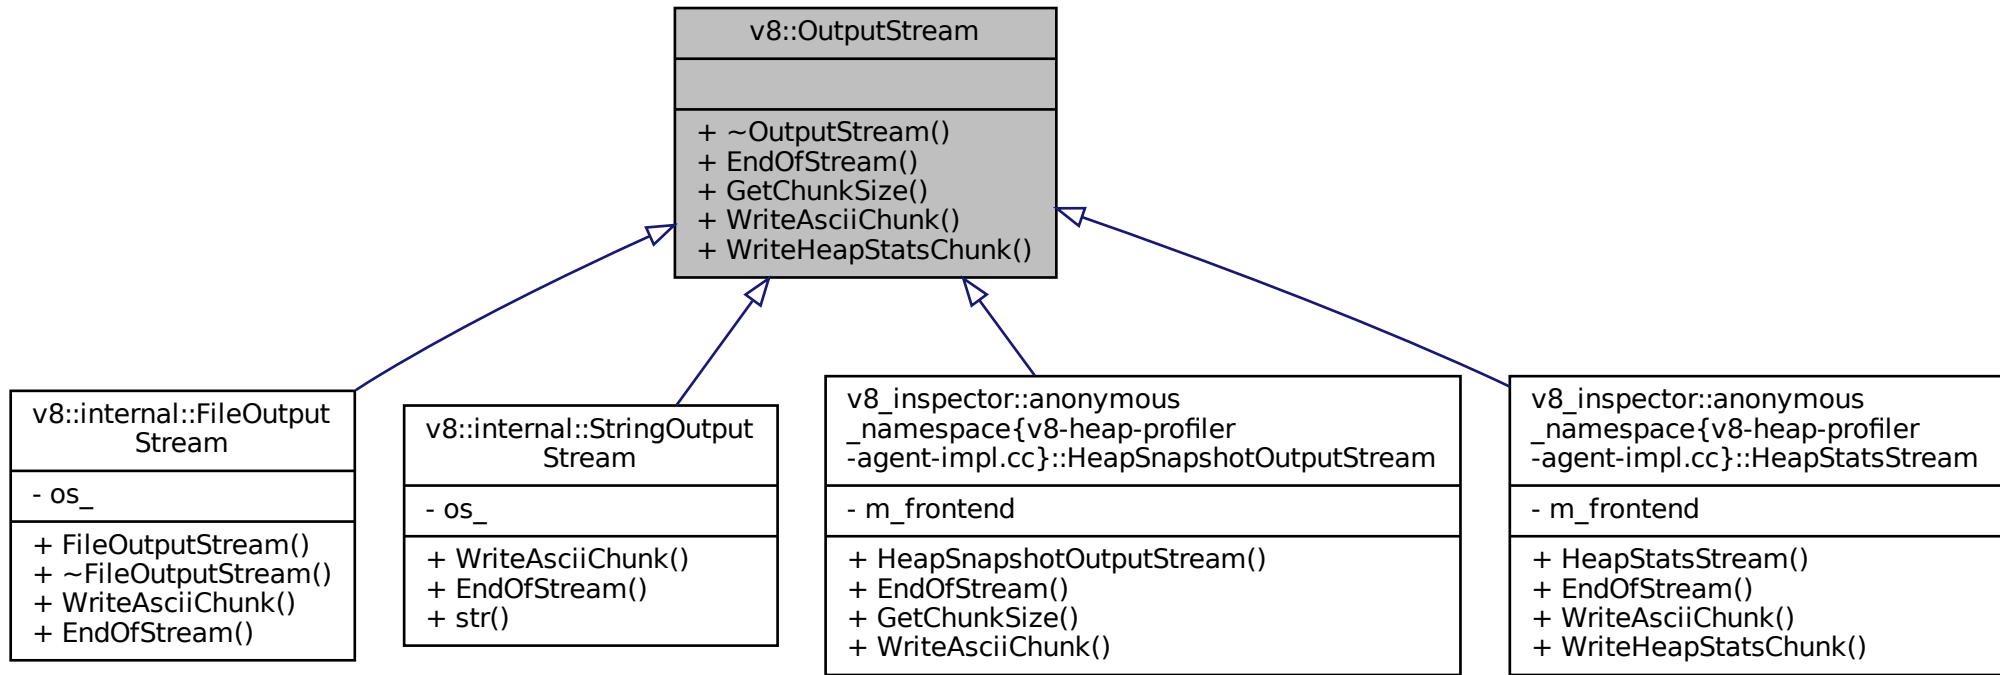 v8::OutputStream
+ ~OutputStream()
+ EndOfStream()
+ GetChunkSize()
+ WriteAsciiChunk()
+ WriteHeapStatsChunk()
v8::internal::FileOutput
Stream
- os_
+ FileOutputStream()
+ ~FileOutputStream()
+ WriteAsciiChunk()
+ EndOfStream()
v8::internal::StringOutput
Stream
- os_
+ WriteAsciiChunk()
+ EndOfStream()
+ str()
v8_inspector::anonymous
_namespace{v8-heap-profiler
-agent-impl.cc}::HeapSnapshotOutputStream
- m_frontend
+ HeapSnapshotOutputStream()
+ EndOfStream()
+ GetChunkSize()
+ WriteAsciiChunk()
v8_inspector::anonymous
_namespace{v8-heap-profiler
-agent-impl.cc}::HeapStatsStream
- m_frontend
+ HeapStatsStream()
+ EndOfStream()
+ WriteAsciiChunk()
+ WriteHeapStatsChunk()